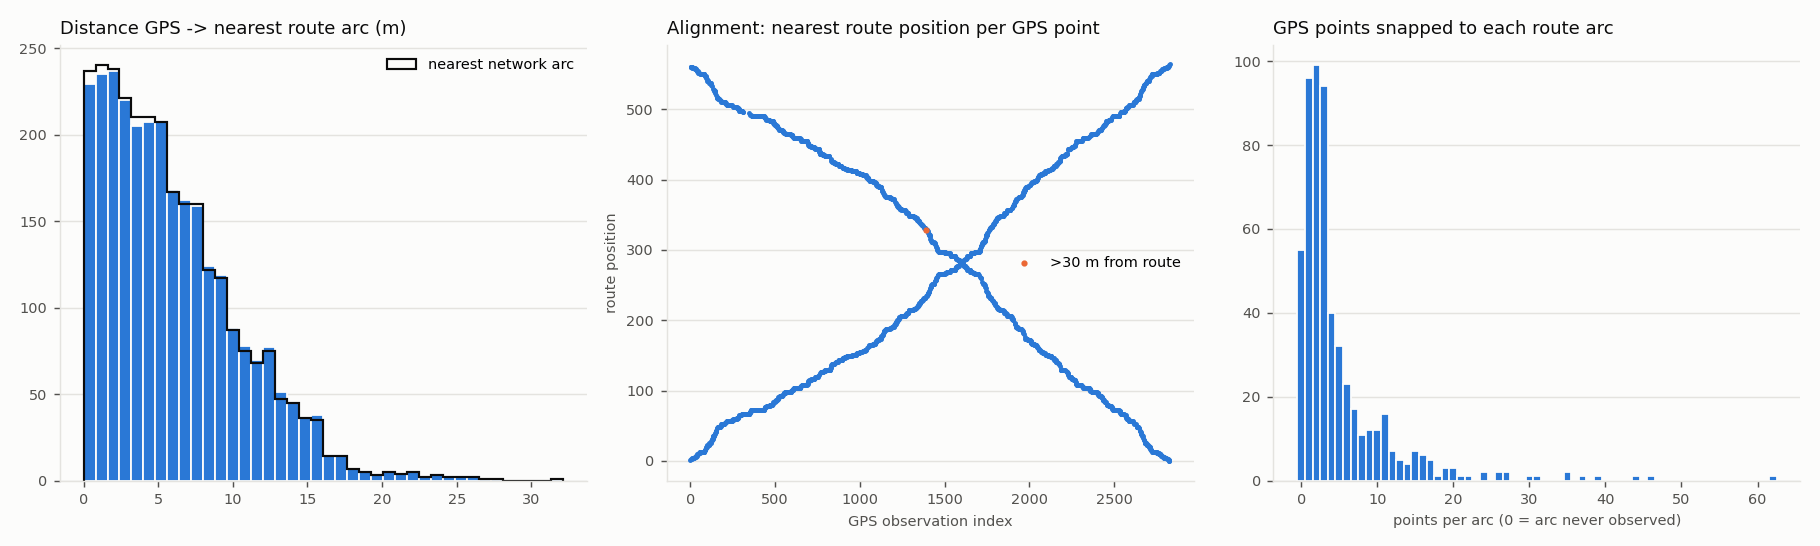 Distance GPS -> nearest route arc (m)
250
200
150
100
50
0
0 5 10 15 20 25 30
nearest network arc
Alignment: nearest route position per GPS point
route position
500
400
300
200
100
0
0 500 1000 1500 2000 2500
GPS observation index
>30 m from route
GPS points snapped to each route arc
100
80
60
40
20
0
0 10 20 30 40 50 60
points per arc (0 = arc never observed)